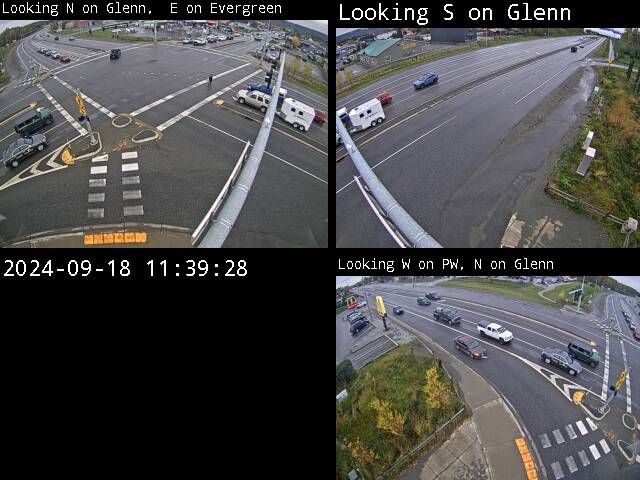 Looking N on Glenn,  E on Evergreen
Looking S on Glenn
2024-09-18 11:39:28
Looking W on PW, N on Glenn